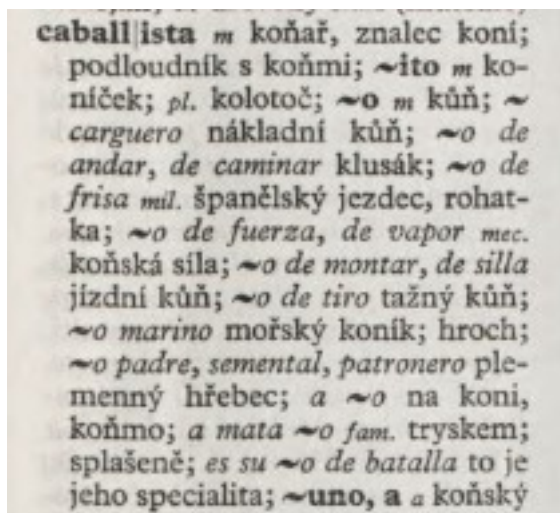 caball|ista m koňař, znalec koní;
podloudník s koňmi; ~ito m ko-
níček; pl. kolotoč; ~o m kůň; ~
carguero nákladní kůň; ~o de
andar, de caminar klusák; ~o de
frisa mil. španělský jezdec, rohat-
ka; ~o de fuerza, de vapor mec.
koňská síla; ~o de montar, de silla
jízdní kůň; ~o de tiro tažný kůň;
~o marino mořský koník; hroch;
~o padre, semental, patronero ple-
menný hřebec; a ~o na koni,
koňmo; a mata ~o fam. tryskem;
splašeně; es su ~o de batalla to je
jeho specialita; ~uno, a a koňský